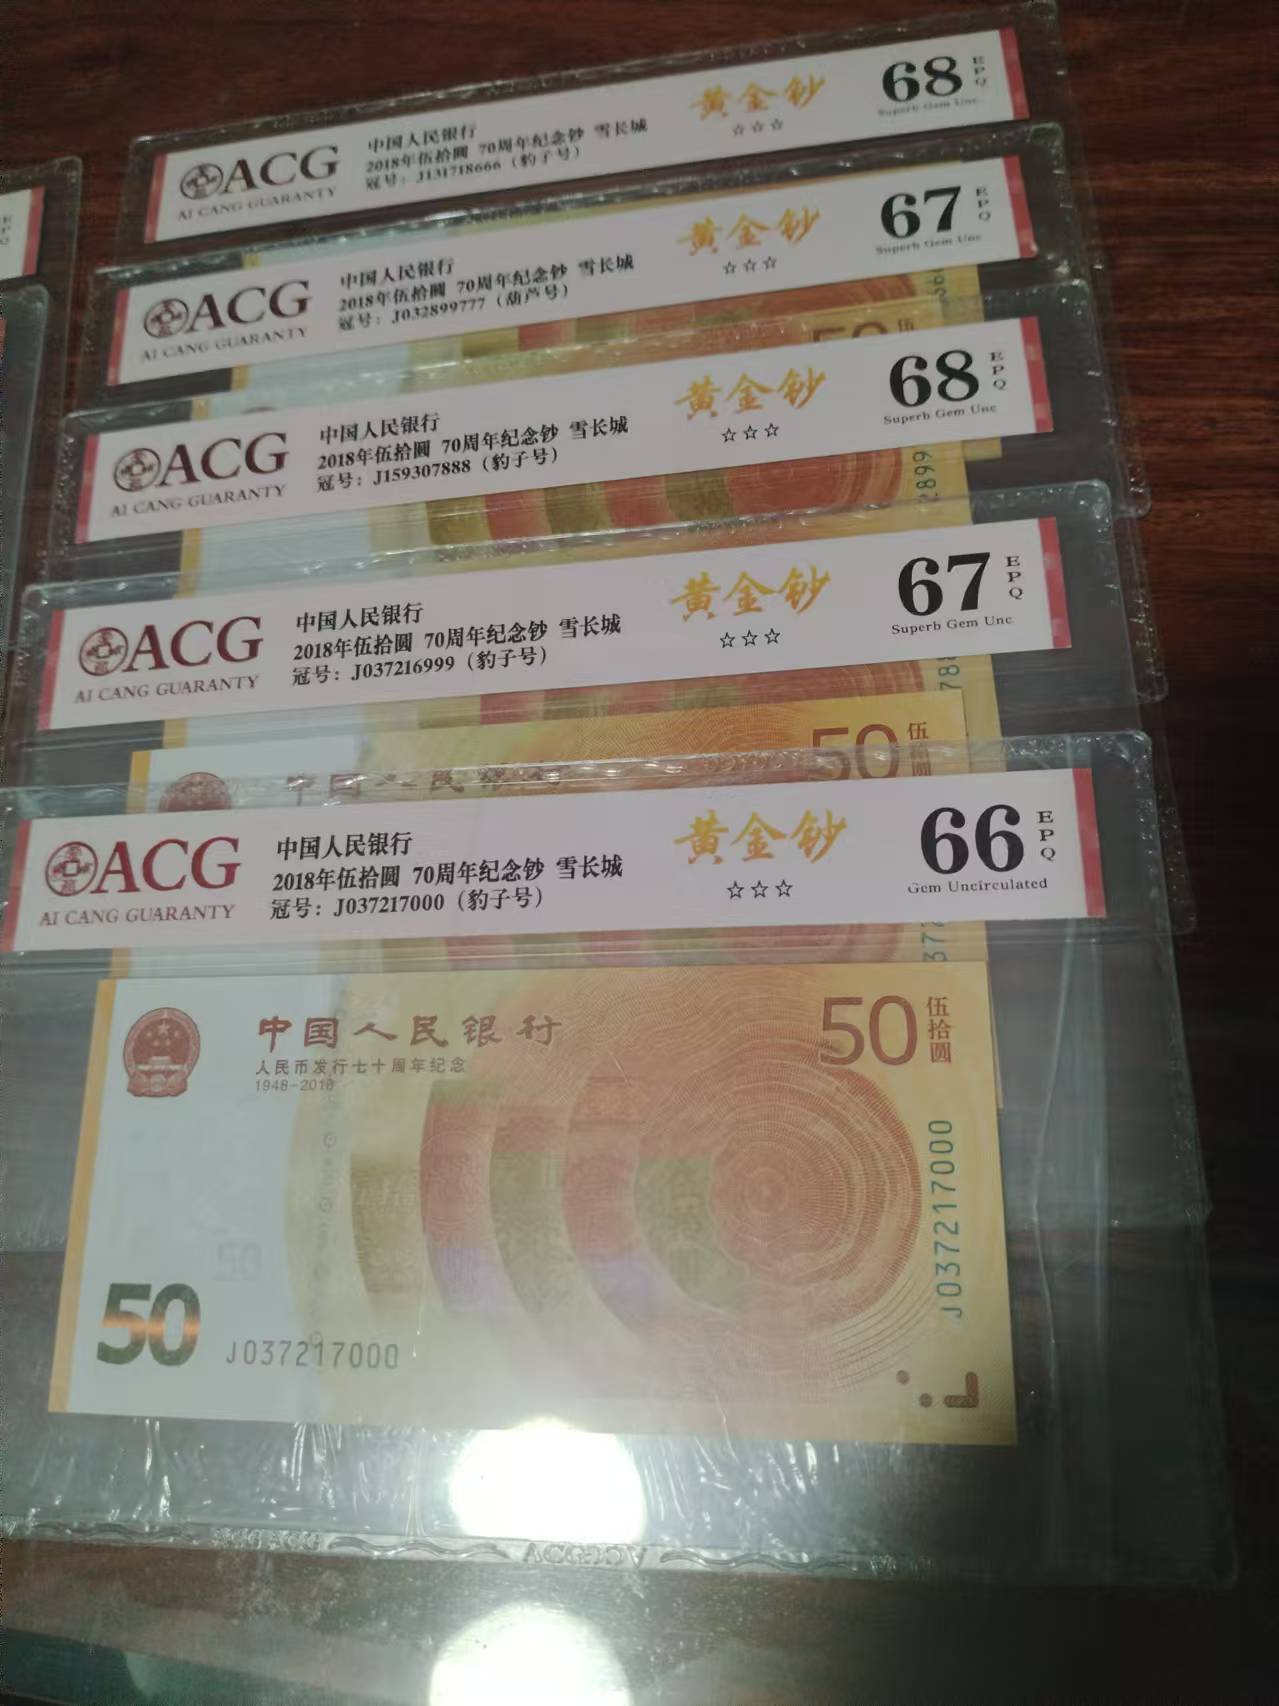 ACG
AI CANG GUARANTY
中国人民银行
2018年伍拾圆 70周年纪念钞 雪长城
冠号：J131718666（豹子号）
黄金钞
☆☆☆
68
EPQ
Superb Gem Unc
ACG
AI CANG GUARANTY
中国人民银行
2018年伍拾圆 70周年纪念钞 雪长城
冠号：J032899777（葫芦号）
黄金钞
☆☆☆
67
EPQ
Superb Gem Unc
50
ACG
AI CANG GUARANTY
中国人民银行
2018年伍拾圆 70周年纪念钞 雪长城
冠号：J159307888（豹子号）
黄金钞
☆☆☆
68
EPQ
Superb Gem Unc
2899
ACG
AI CANG GUARANTY
中国人民银行
2018年伍拾圆 70周年纪念钞 雪长城
冠号：J037216999（豹子号）
黄金钞
☆☆☆
67
EPQ
Superb Gem Unc
中国人民银行
50
伍拾圆
ACG
AI CANG GUARANTY
中国人民银行
2018年伍拾圆 70周年纪念钞 雪长城
冠号：J037217000（豹子号）
黄金钞
☆☆☆
66
EPQ
Gem Uncirculated
中国人民银行
人民币发行七十周年纪念
1948-2018
50
伍拾圆
J037217000
50
J037217000